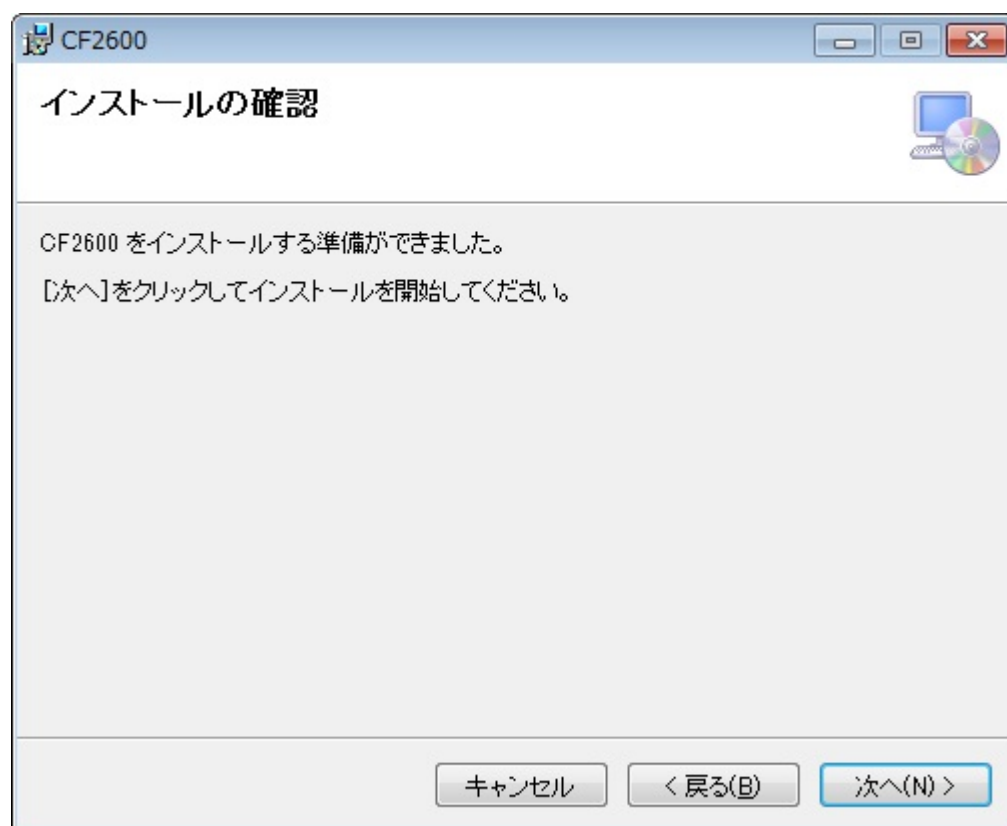 CF2600
インストールの確認
CF2600 をインストールする準備ができました。
[次へ]をクリックしてインストールを開始してください。
キャンセル
< 戻る(B)
次へ(N) >